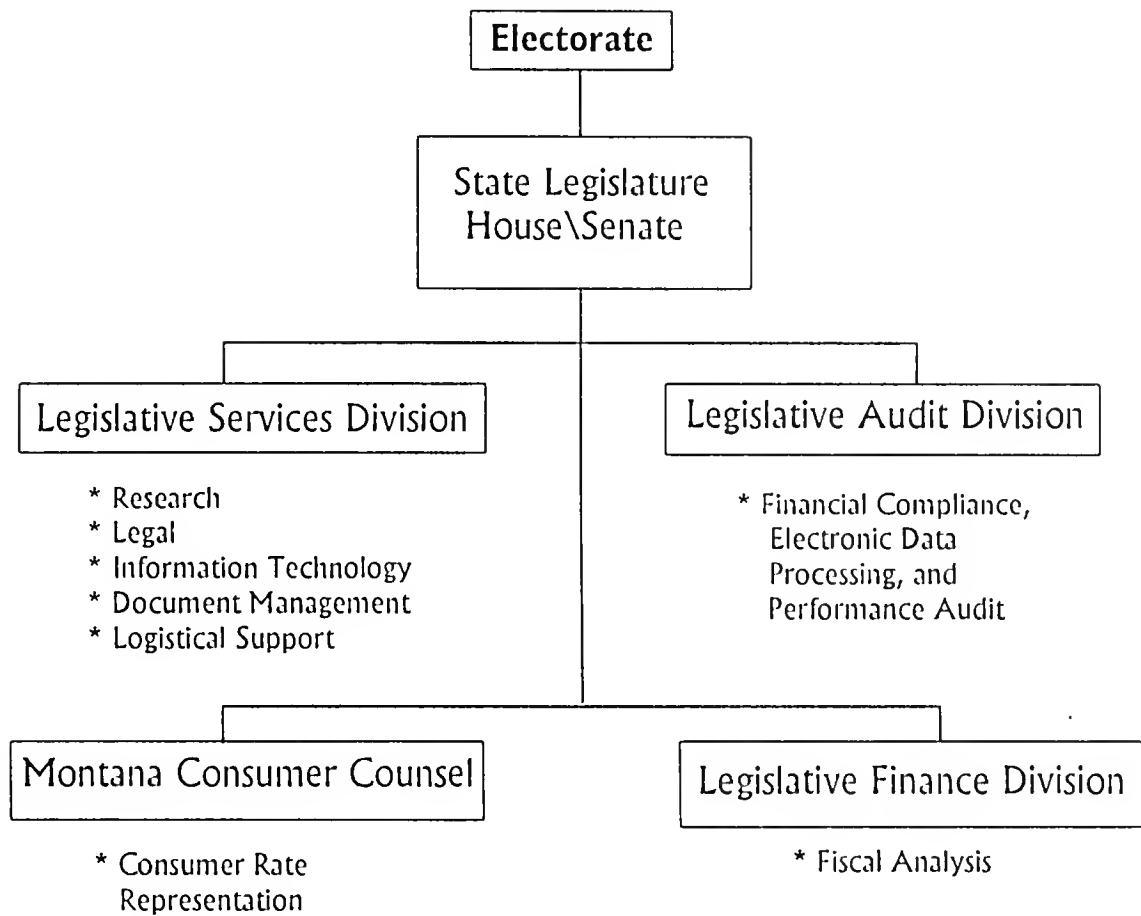 Electorate
State Legislature
House\Senate
Legislative Services Division
* Research
* Legal
* Information Technology
* Document Management
* Logistical Support
Legislative Audit Division
* Financial Compliance,
Electronic Data
Processing, and
Performance Audit
Montana Consumer Counsel
* Consumer Rate
Representation
Legislative Finance Division
* Fiscal Analysis